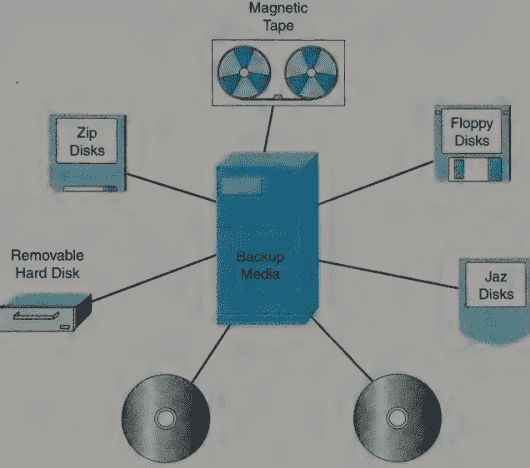 Magnetic
Tape
Zip
Disks
Floppy
Disks
Backup
Media
Removable
Hard Disk
Jaz
Disks